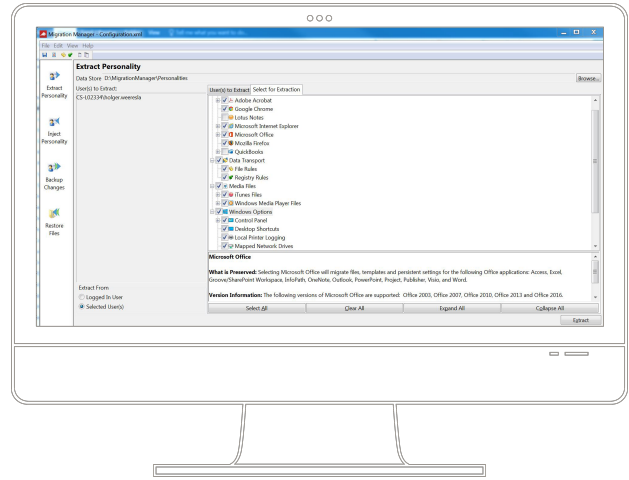 Migration Manager - Configuration.xml
File Edit View Help
Extract Personality
Data Store D:\MigrationManager\Personalities
Browse...
Extract
Personality
Inject
Personality
Backup
Changes
Restore
Files
User(s) to Extract:
CS-L02334\holger.weeresla
Extract From
Logged In User
Selected User(s)
User(s) to Extract Select for Extraction
Adobe Acrobat
Google Chrome
Lotus Notes
Microsoft Internet Explorer
Microsoft Office
Mozilla Firefox
QuickBooks
Data Transport
File Rules
Registry Rules
Media Files
iTunes Files
Windows Media Player Files
Windows Options
Control Panel
Desktop Shortcuts
Local Printer Logging
Mapped Network Drives
Microsoft Office
What is Preserved: Selecting Microsoft Office will migrate files, templates and persistent settings for the following Office applications: Access, Excel,
Groove/SharePoint Workspace, InfoPath, OneNote, Outlook, PowerPoint, Project, Publisher, Visio, and Word.
Version Information: The following versions of Microsoft Office are supported: Office 2003, Office 2007, Office 2010, Office 2013 and Office 2016.
Select All Clear All Expand All Collapse All
Extract